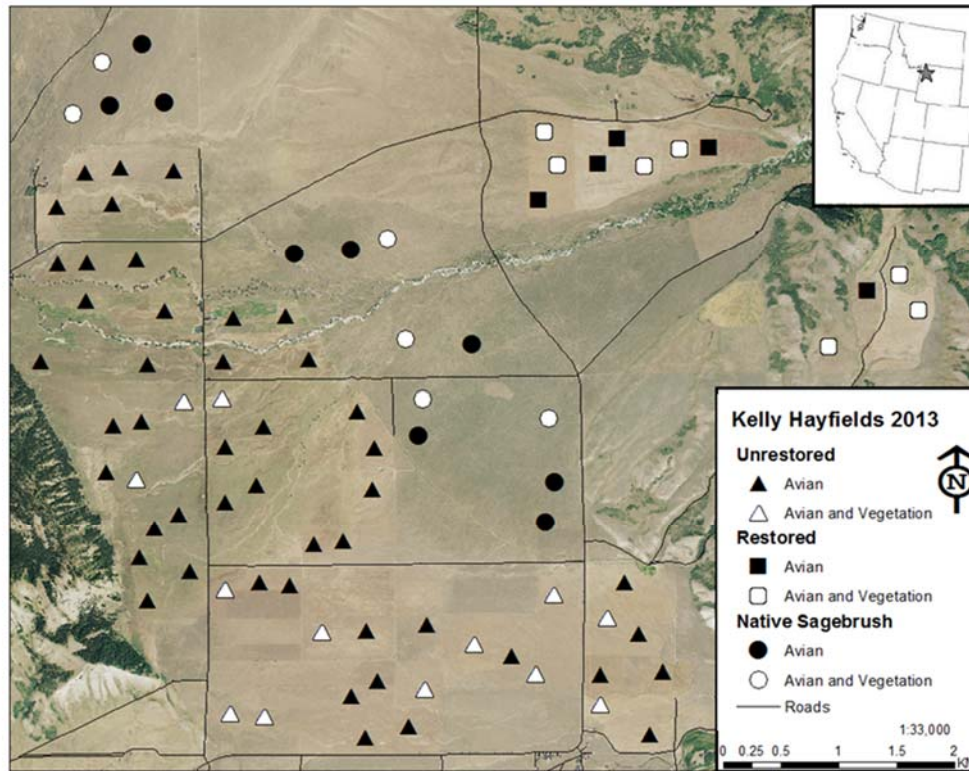 Kelly Hayfields 2013
Unrestored
Avian
Avian and Vegetation
N
Restored
Avian
Avian and Vegetation
Native Sagebrush
Avian
Avian and Vegetation
Roads
1:33,000
0 0.25 0.5 1 1.5 2